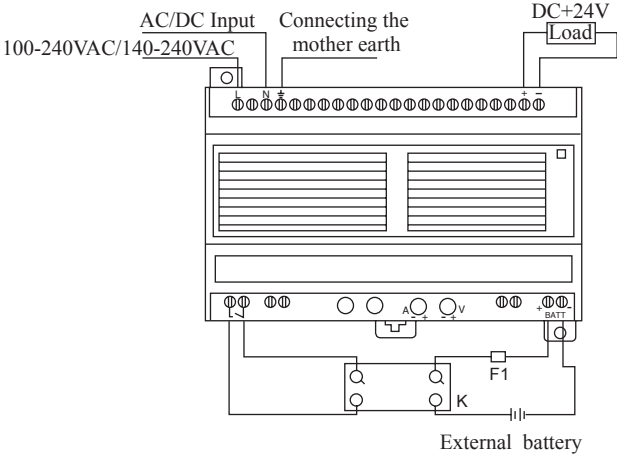 AC/DC Input
Connecting the
mother earth
DC+24V
Load
100-240VAC/140-240VAC
L N + -
A - + - + V
+ BATT -
F1
K
External battery